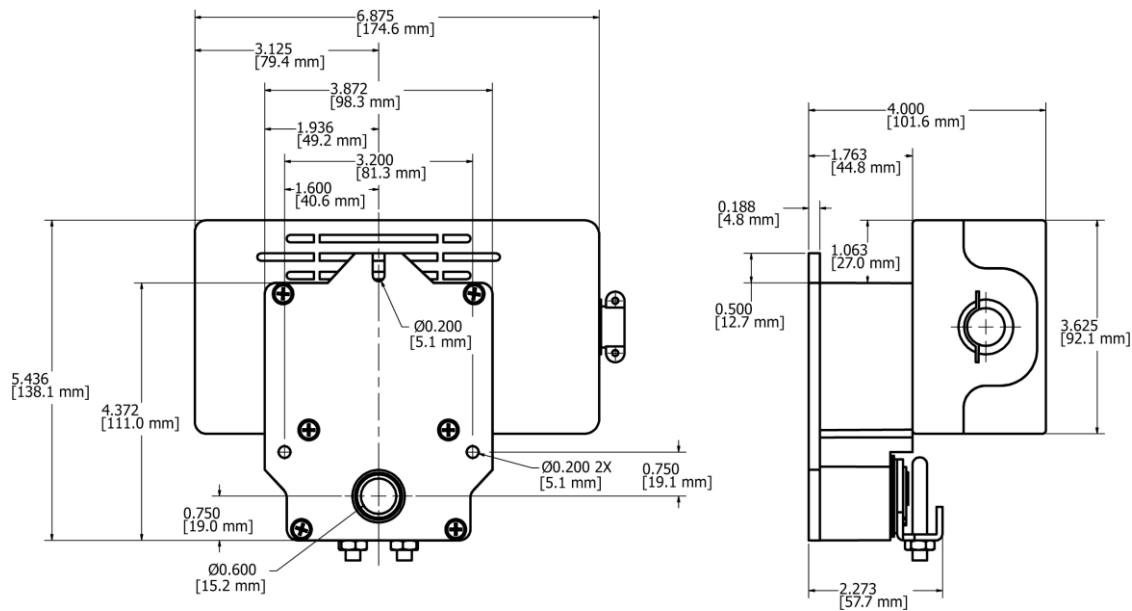 6.875
[174.6 mm]
3.125
[79.4 mm]
3.872
[98.3 mm]
1.936
[49.2 mm]
3.200
[81.3 mm]
1.600
[40.6 mm]
Ø0.200
[5.1 mm]
5.436
[138.1 mm]
4.372
[111.0 mm]
Ø0.200 2X
[5.1 mm]
0.750
[19.1 mm]
0.750
[19.0 mm]
Ø0.600
[15.2 mm]
4.000
[101.6 mm]
1.763
[44.8 mm]
0.188
[4.8 mm]
1.063
[27.0 mm]
0.500
[12.7 mm]
3.625
[92.1 mm]
2.273
[57.7 mm]